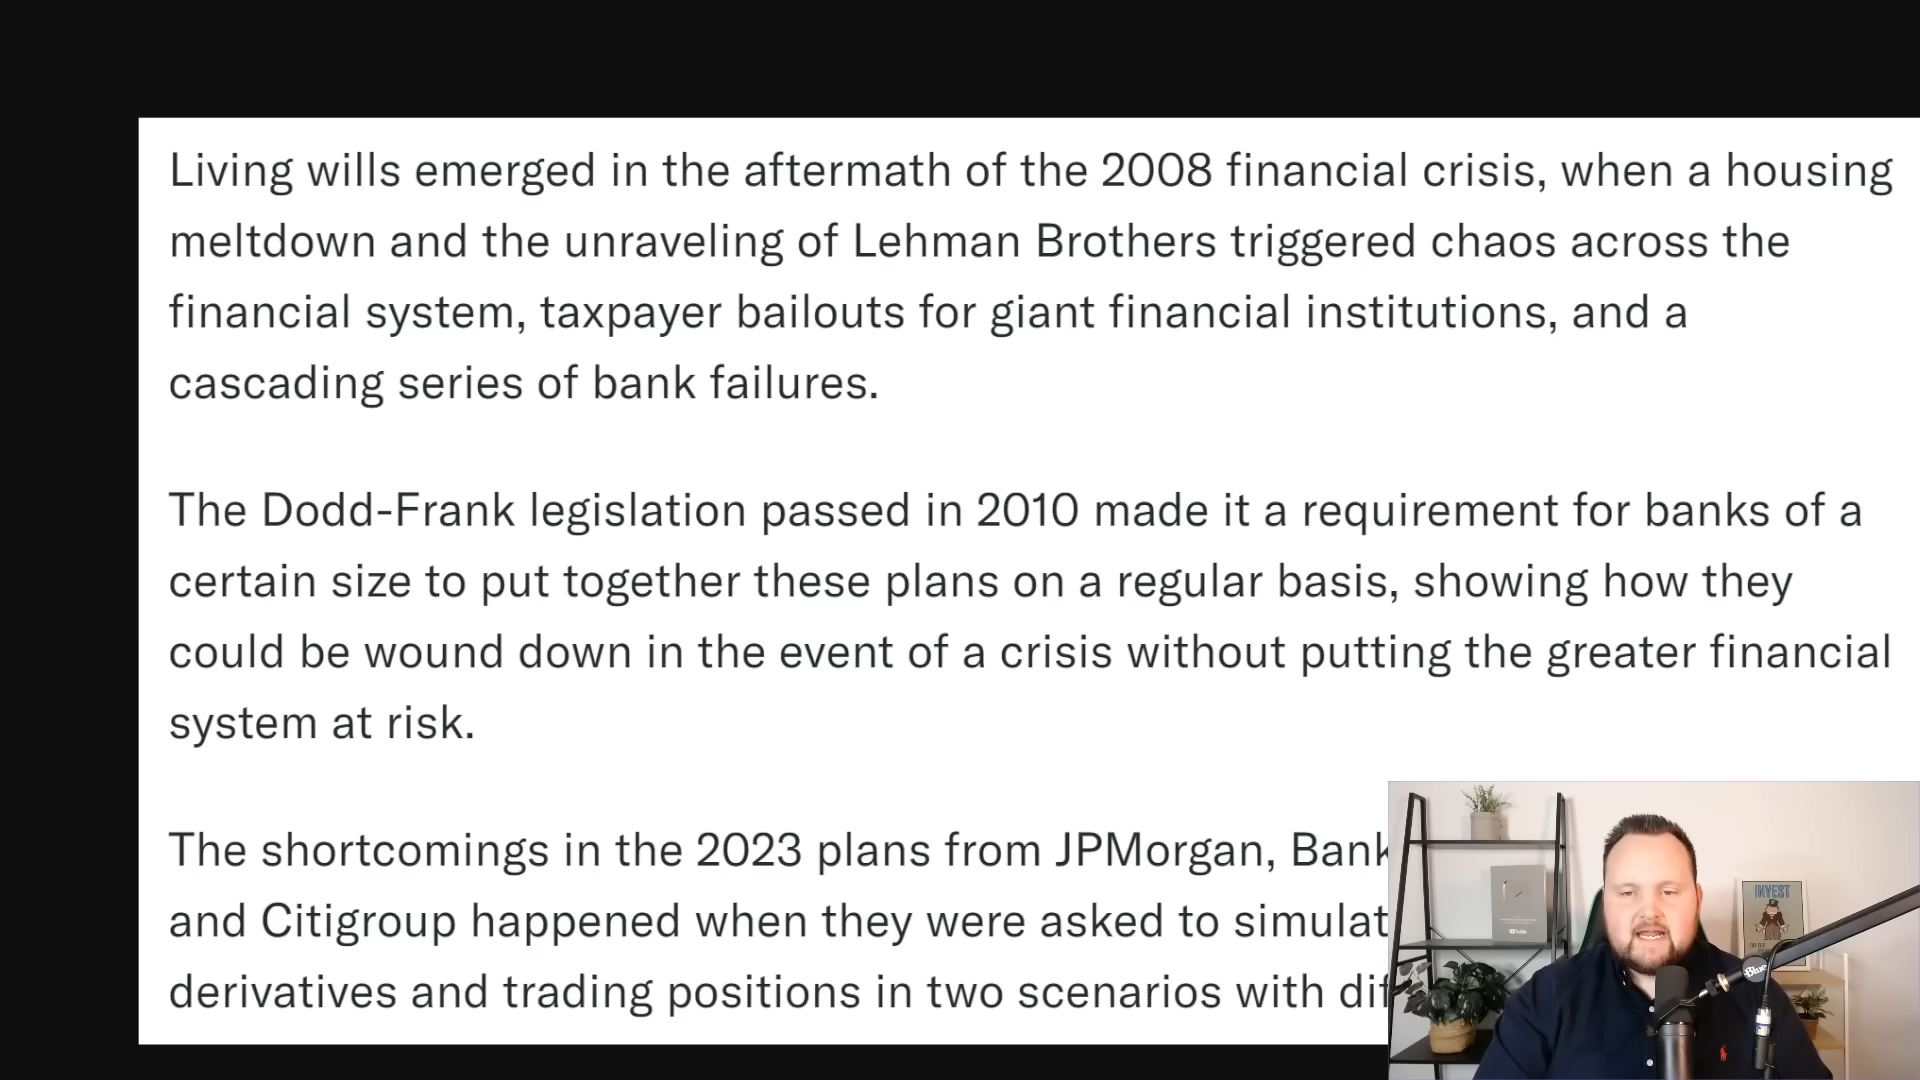 Living wills emerged in the aftermath of the 2008 financial crisis, when a housing
meltdown and the unraveling of Lehman Brothers triggered chaos across the
financial system, taxpayer bailouts for giant financial institutions, and a
cascading series of bank failures.
The Dodd-Frank legislation passed in 2010 made it a requirement for banks of a
certain size to put together these plans on a regular basis, showing how they
could be wound down in the event of a crisis without putting the greater financial
system at risk.
The shortcomings in the 2023 plans from JPMorgan, Bank
and Citigroup happened when they were asked to simulat
derivatives and trading positions in two scenarios with dif
INVEST
Blue